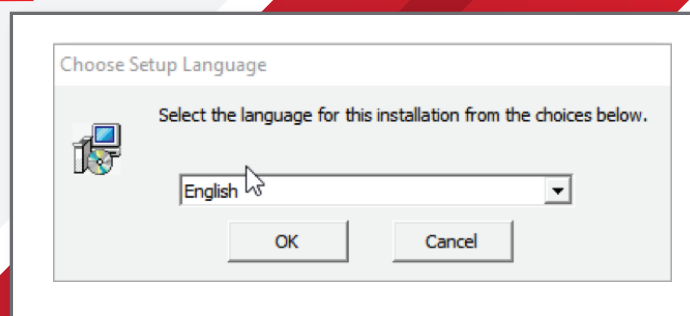 Choose Setup Language
Select the language for this installation from the choices below.
English
OK
Cancel